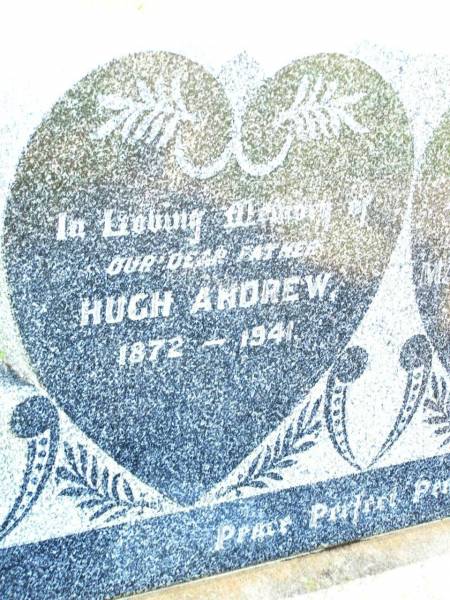 In Loving Memory of
OUR DEAR FATHER
HUGH ANDREW,
1872 — 1941.
Peace Perfect